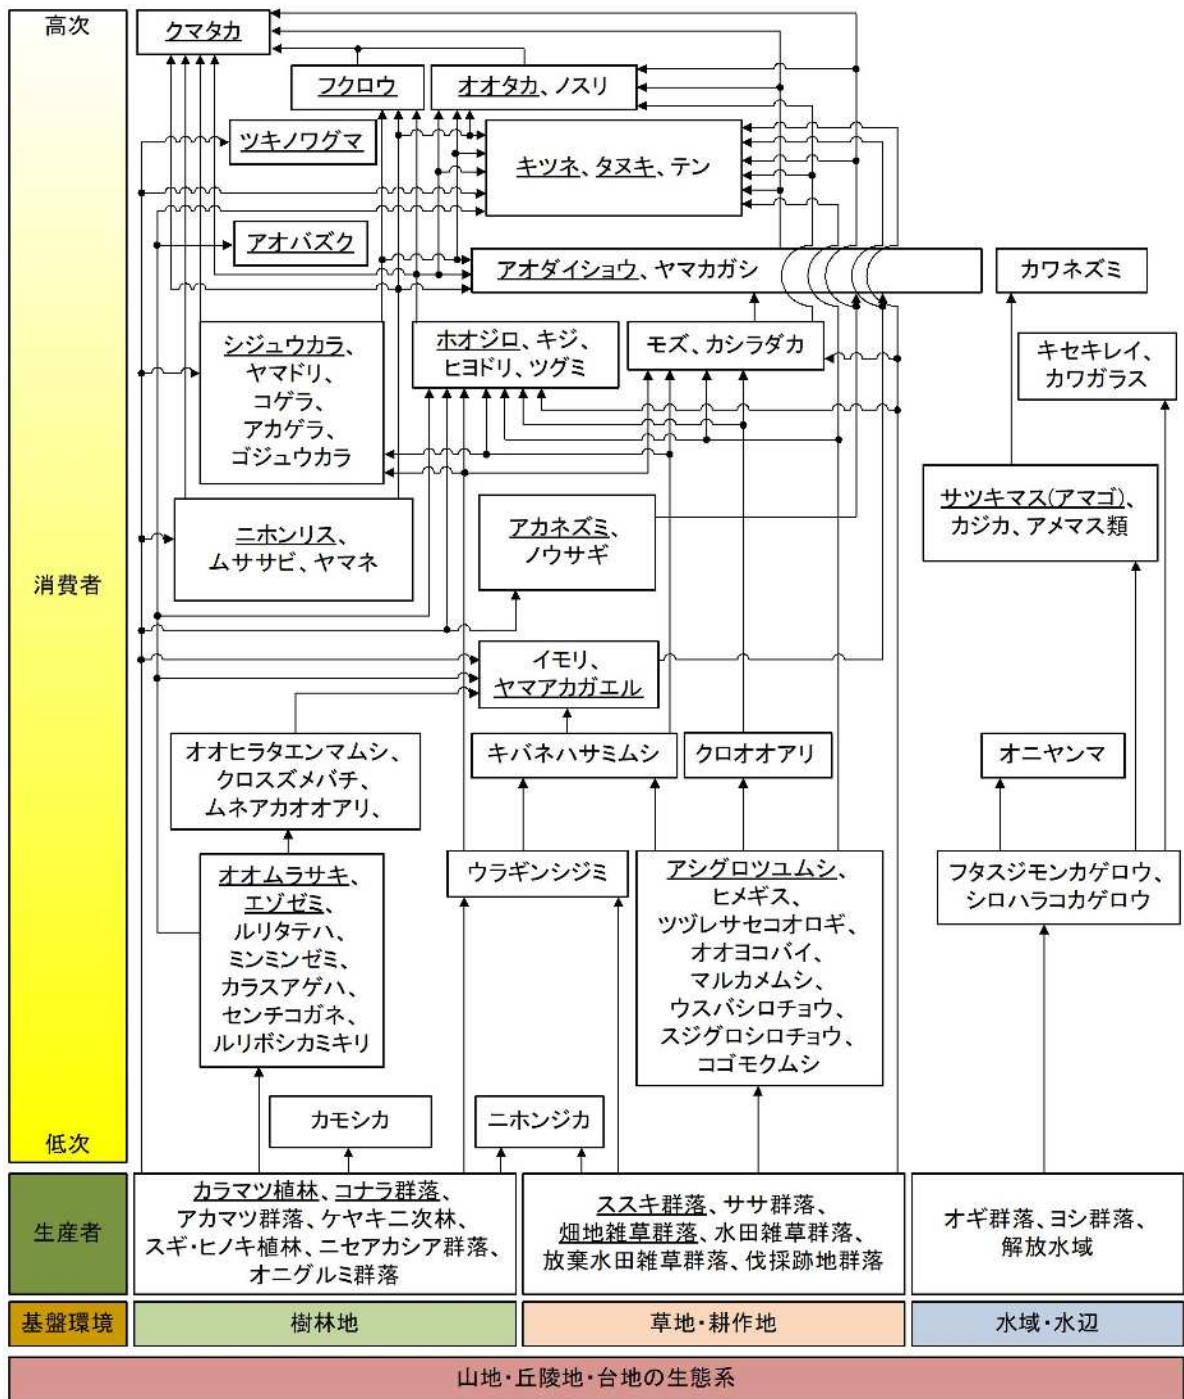 高次
クマタカ
フクロウ
オオタカ、ノスリ
ツキノワグマ
キツネ、タヌキ、テン
アオバズク
アオダイショウ、ヤマカガシ
カワネズミ
シジュウカラ、
ヤマドリ、
コゲラ、
アカゲラ、
ゴジュウカラ
ホオジロ、キジ、
ヒヨドリ、ツグミ
モズ、カシラダカ
キセキレイ、
カワガラス
ニホンリス、
ムササビ、ヤマネ
アカネズミ、
ノウサギ
サツキマス(アマゴ)、
カジカ、アメマス類
消費者
イモリ、
ヤマアカガエル
オオヒラタエンマムシ、
クロスズメバチ、
ムネアカオオアリ、
キバネハサミムシ
クロオオアリ
オニヤンマ
オオムラサキ、
エゾゼミ、
ルリタテハ、
ミンミンゼミ、
カラスアゲハ、
センチコガネ、
ルリボシカミキリ
ウラギンシジミ
アシグロツユムシ、
ヒメギス、
ツヅレサセコオロギ、
オオヨコバイ、
マルカメムシ、
ウスバシロチョウ、
スジグロシロチョウ、
コゴモクムシ
フタスジモンカゲロウ、
シロハラコカゲロウ
カモシカ
ニホンジカ
低次
生産者
カラマツ植林、コナラ群落、
アカマツ群落、ケヤキ二次林、
スギ・ヒノキ植林、ニセアカシア群落、
オニグルミ群落
ススキ群落、ササ群落、
畑地雑草群落、水田雑草群落、
放棄水田雑草群落、伐採跡地群落
オギ群落、ヨシ群落、
解放水域
基盤環境
樹林地
草地・耕作地
水域・水辺
山地・丘陵地・台地の生態系